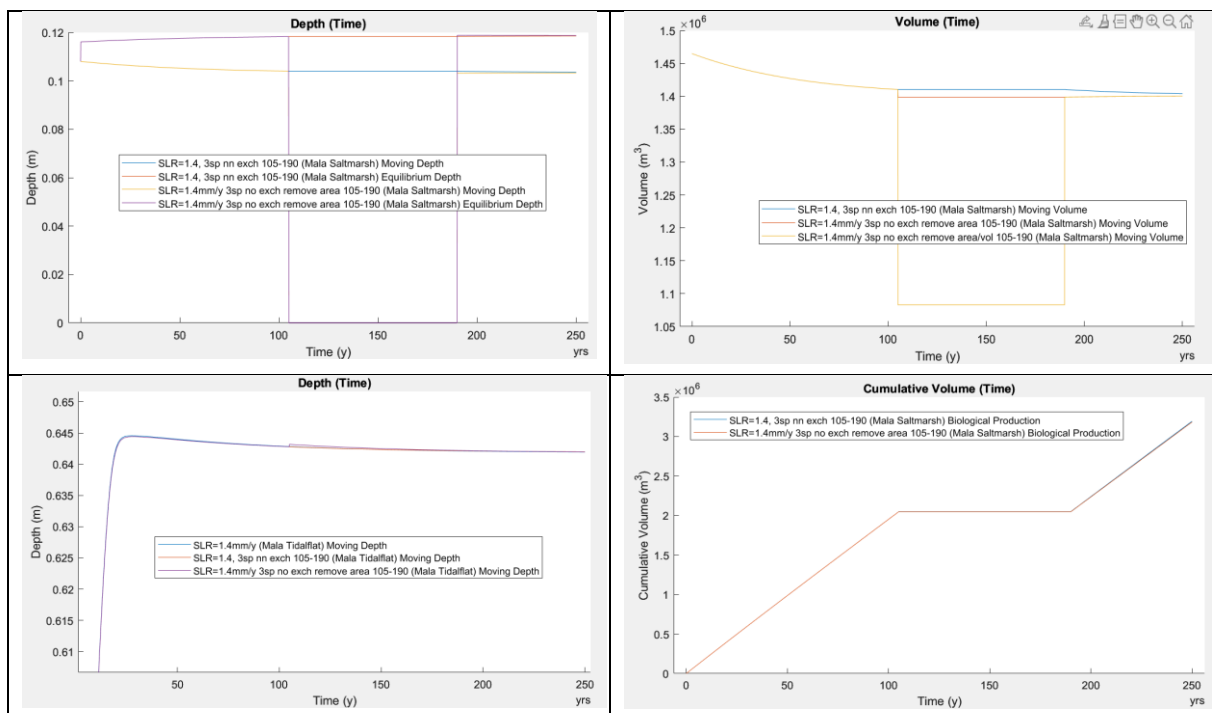 Depth (Time)
0.12
0.1
0.08
0.06
0.04
0.02
0
Depth (m)
SLR=1.4, 3sp nn exch 105-190 (Mala Saltmarsh) Moving Depth
SLR=1.4, 3sp nn exch 105-190 (Mala Saltmarsh) Equilibrium Depth
SLR=1.4mm/y 3sp no exch remove area 105-190 (Mala Saltmarsh) Moving Depth
SLR=1.4mm/y 3sp no exch remove area 105-190 (Mala Saltmarsh) Equilibrium Depth
0 50 100 150 200 250
Time (y)
yrs
Volume (Time)
×10⁶
1.5
1.45
1.4
1.35
1.3
1.25
1.2
1.15
1.1
1.05
Volume (m³)
SLR=1.4, 3sp nn exch 105-190 (Mala Saltmarsh) Moving Volume
SLR=1.4mm/y 3sp no exch remove area 105-190 (Mala Saltmarsh) Moving Volume
SLR=1.4mm/y 3sp no exch remove area/vol 105-190 (Mala Saltmarsh) Moving Volume
0 50 100 150 200 250
Time (y)
yrs
Depth (Time)
0.65
0.645
0.64
0.635
0.63
0.625
0.62
0.615
0.61
Depth (m)
SLR=1.4mm/y (Mala Tidalflat) Moving Depth
SLR=1.4, 3sp nn exch 105-190 (Mala Tidalflat) Moving Depth
SLR=1.4mm/y 3sp no exch remove area 105-190 (Mala Tidalflat) Moving Depth
50 100 150 200 250
Time (y)
yrs
Cumulative Volume (Time)
×10⁶
3.5
3
2.5
2
1.5
1
0.5
0
Cumulative Volume (m³)
SLR=1.4, 3sp nn exch 105-190 (Mala Saltmarsh) Biological Production
SLR=1.4mm/y 3sp no exch remove area 105-190 (Mala Saltmarsh) Biological Production
0 50 100 150 200 250
Time (y)
yrs